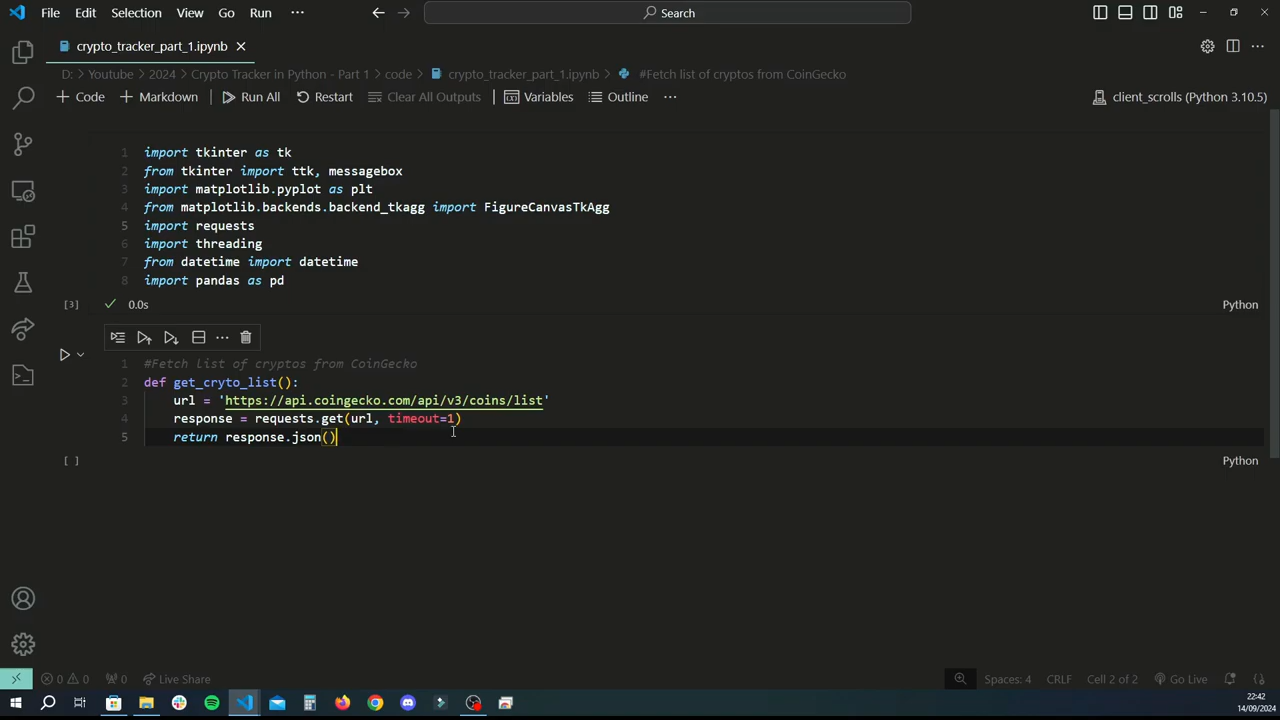 File Edit Selection View Go Run ··· Search
crypto_tracker_part_1.ipynb
D: > Youtube > 2024 > Crypto Tracker in Python - Part 1 > code > crypto_tracker_part_1.ipynb > #Fetch list of cryptos from CoinGecko
+ Code + Markdown Run All Restart Clear All Outputs Variables Outline ··· client_scrolls (Python 3.10.5)
1 import tkinter as tk
2 from tkinter import ttk, messagebox
3 import matplotlib.pyplot as plt
4 from matplotlib.backends.backend_tkagg import FigureCanvasTkAgg
5 import requests
6 import threading
7 from datetime import datetime
8 import pandas as pd
[3] 0.0s Python
1 #Fetch list of cryptos from CoinGecko
2 def get_cryto_list():
3 url = 'https://api.coingecko.com/api/v3/coins/list'
4 response = requests.get(url, timeout=1)
5 return response.json()
[ ] Python
0 0 0 Live Share Spaces: 4 CRLF Cell 2 of 2 Go Live
22:42
14/09/2024